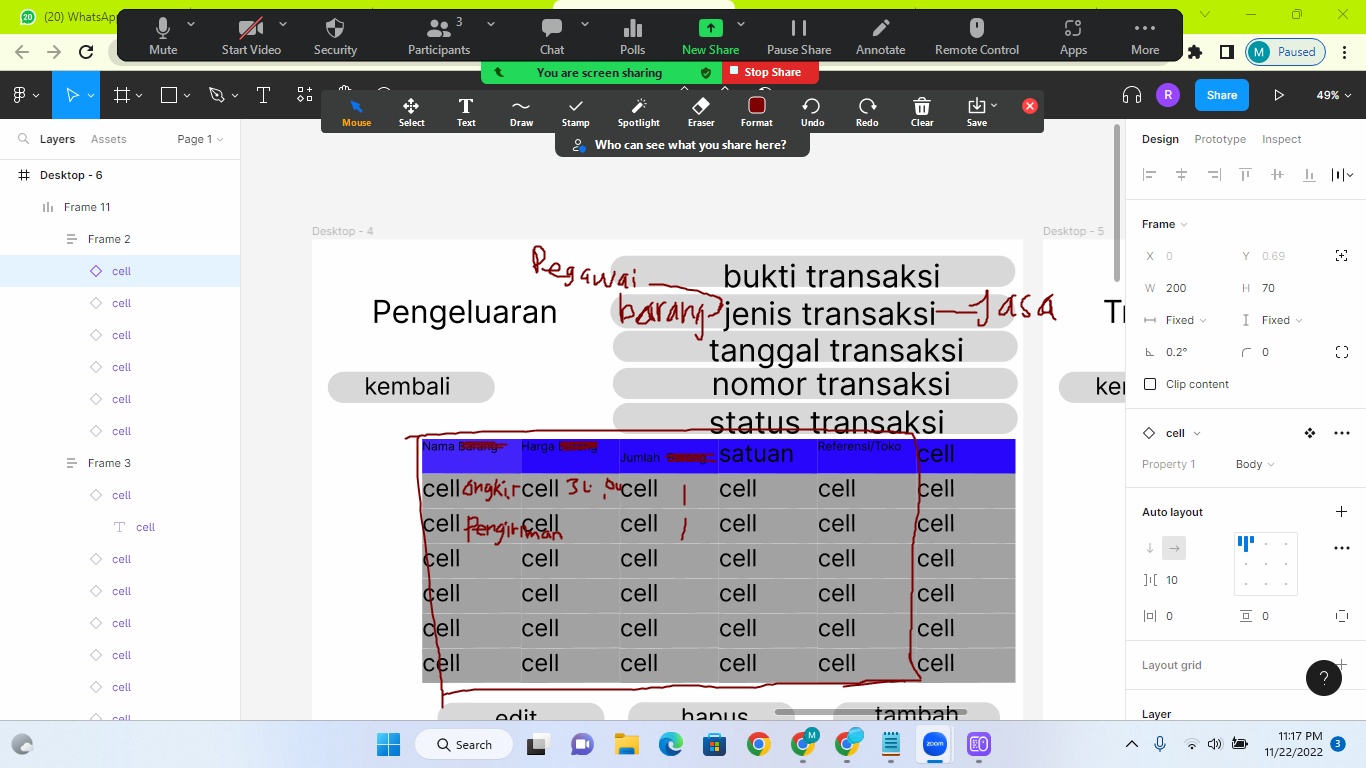 20
(20) WhatsApp
Mute
Start Video
Security
Participants
3
Chat
Polls
New Share
Pause Share
Annotate
Remote Control
Apps
More
M
Paused
You are screen sharing
Stop Share
Mouse
Select
Text
Draw
Stamp
Spotlight
Eraser
Format
Undo
Redo
Clear
Save
Who can see what you share here?
R
Share
49%
Layers
Assets
Page 1
Desktop - 6
Frame 11
Frame 2
cell
cell
cell
cell
cell
cell
Frame 3
cell
cell
cell
cell
cell
cell
cell
cell
Desktop - 4
Desktop - 5
Pegawai
bukti transaksi
Pengeluaran
barang
jenis transaksi
Jasa
tanggal transaksi
kembali
nomor transaksi
status transaksi
Nama Barang
Harga Barang
Jumlah Barang
satuan
Referensi/Toko
cell
cell ongkir cell cell cell cell cell
cell Pengiriman cell cell cell cell cell
cell cell cell cell cell cell
cell cell cell cell cell cell
cell cell cell cell cell cell
cell cell cell cell cell cell
edit
hapus
tambah
Design
Prototype
Inspect
Frame
X 0
Y 0.69
W 200
H 70
Fixed
Fixed
0.2°
0
Clip content
cell
Property 1
Body
Auto layout
10
0
0
Layout grid
?
Layer
Search
M
zoom
11:17 PM
11/22/2022
3